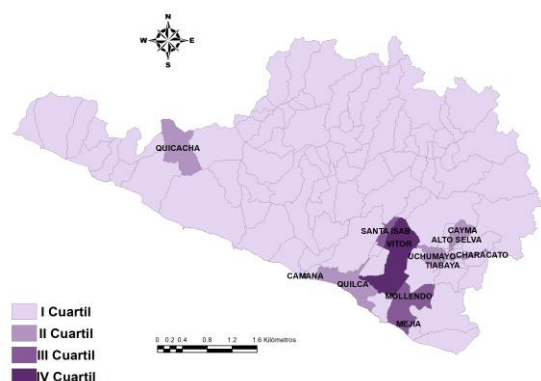 N
W E
S
QUICACHA
SANTA ISAB
VITOR
CAYMA
ALTO SELVA
UCHUMAYO
CHARACATO
TIABAYA
CAMANA
QUILCA
MOLLENDO
MEJIA
I Cuartil
II Cuartil
III Cuartil
IV Cuartil
0 0.2 0.4 0.8 1.2 1.6 Kilómetros